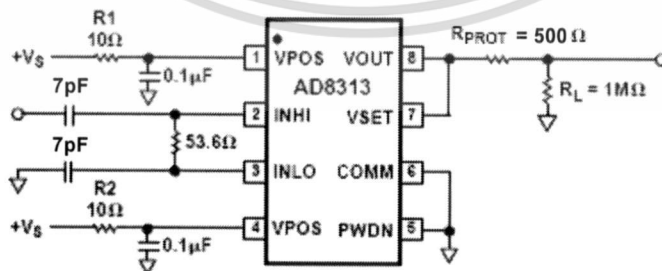 R1
10Ω
+VS
0.1µF
7pF
53.6Ω
7pF
R2
10Ω
+VS
0.1µF
1 VPOS VOUT 8
AD8313
2 INHI VSET 7
3 INLO COMM 6
4 VPOS PWDN 5
RPROT = 500 Ω
RL = 1MΩ